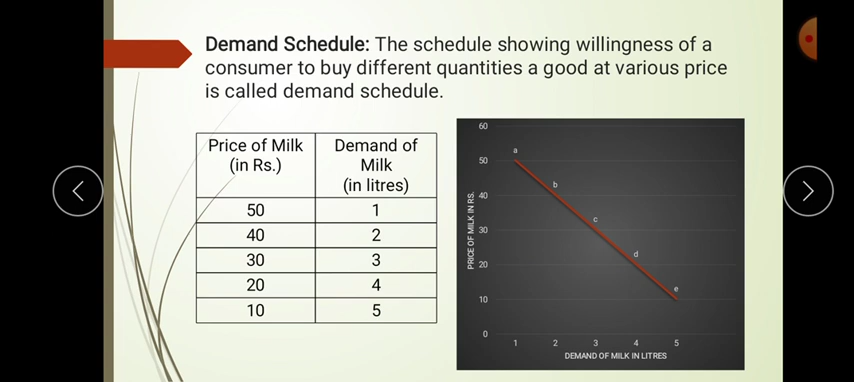 Demand Schedule: The schedule showing willingness of a
consumer to buy different quantities a good at various price
is called demand schedule.
Price of Milk
(in Rs.)
Demand of
Milk
(in litres)
50 1
40 2
30 3
20 4
10 5
60
50
40
30
20
10
0
PRICE OF MILK IN RS.
a
b
c
d
e
1 2 3 4 5
DEMAND OF MILK IN LITRES